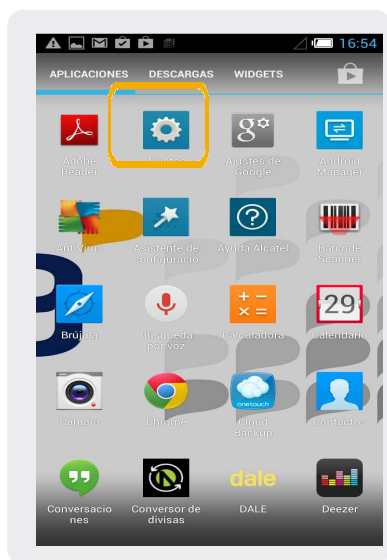 16:54
APLICACIONES DESCARGAS WIDGETS
Adobe
Reader
Ajustes
Ajustes de
Google
Android
Manager
Anti Virus
Asistente de
configuració
Ayuda Alcatel
Barcode
Scanner
29
Brújula
Búsqueda
por voz
Calculadora
Calendario
onetouch
Cámara
Chrome
Cloud
Backup
Contactos
dale
Conversacio
nes
Conversor de
divisas
DALE
Deezer